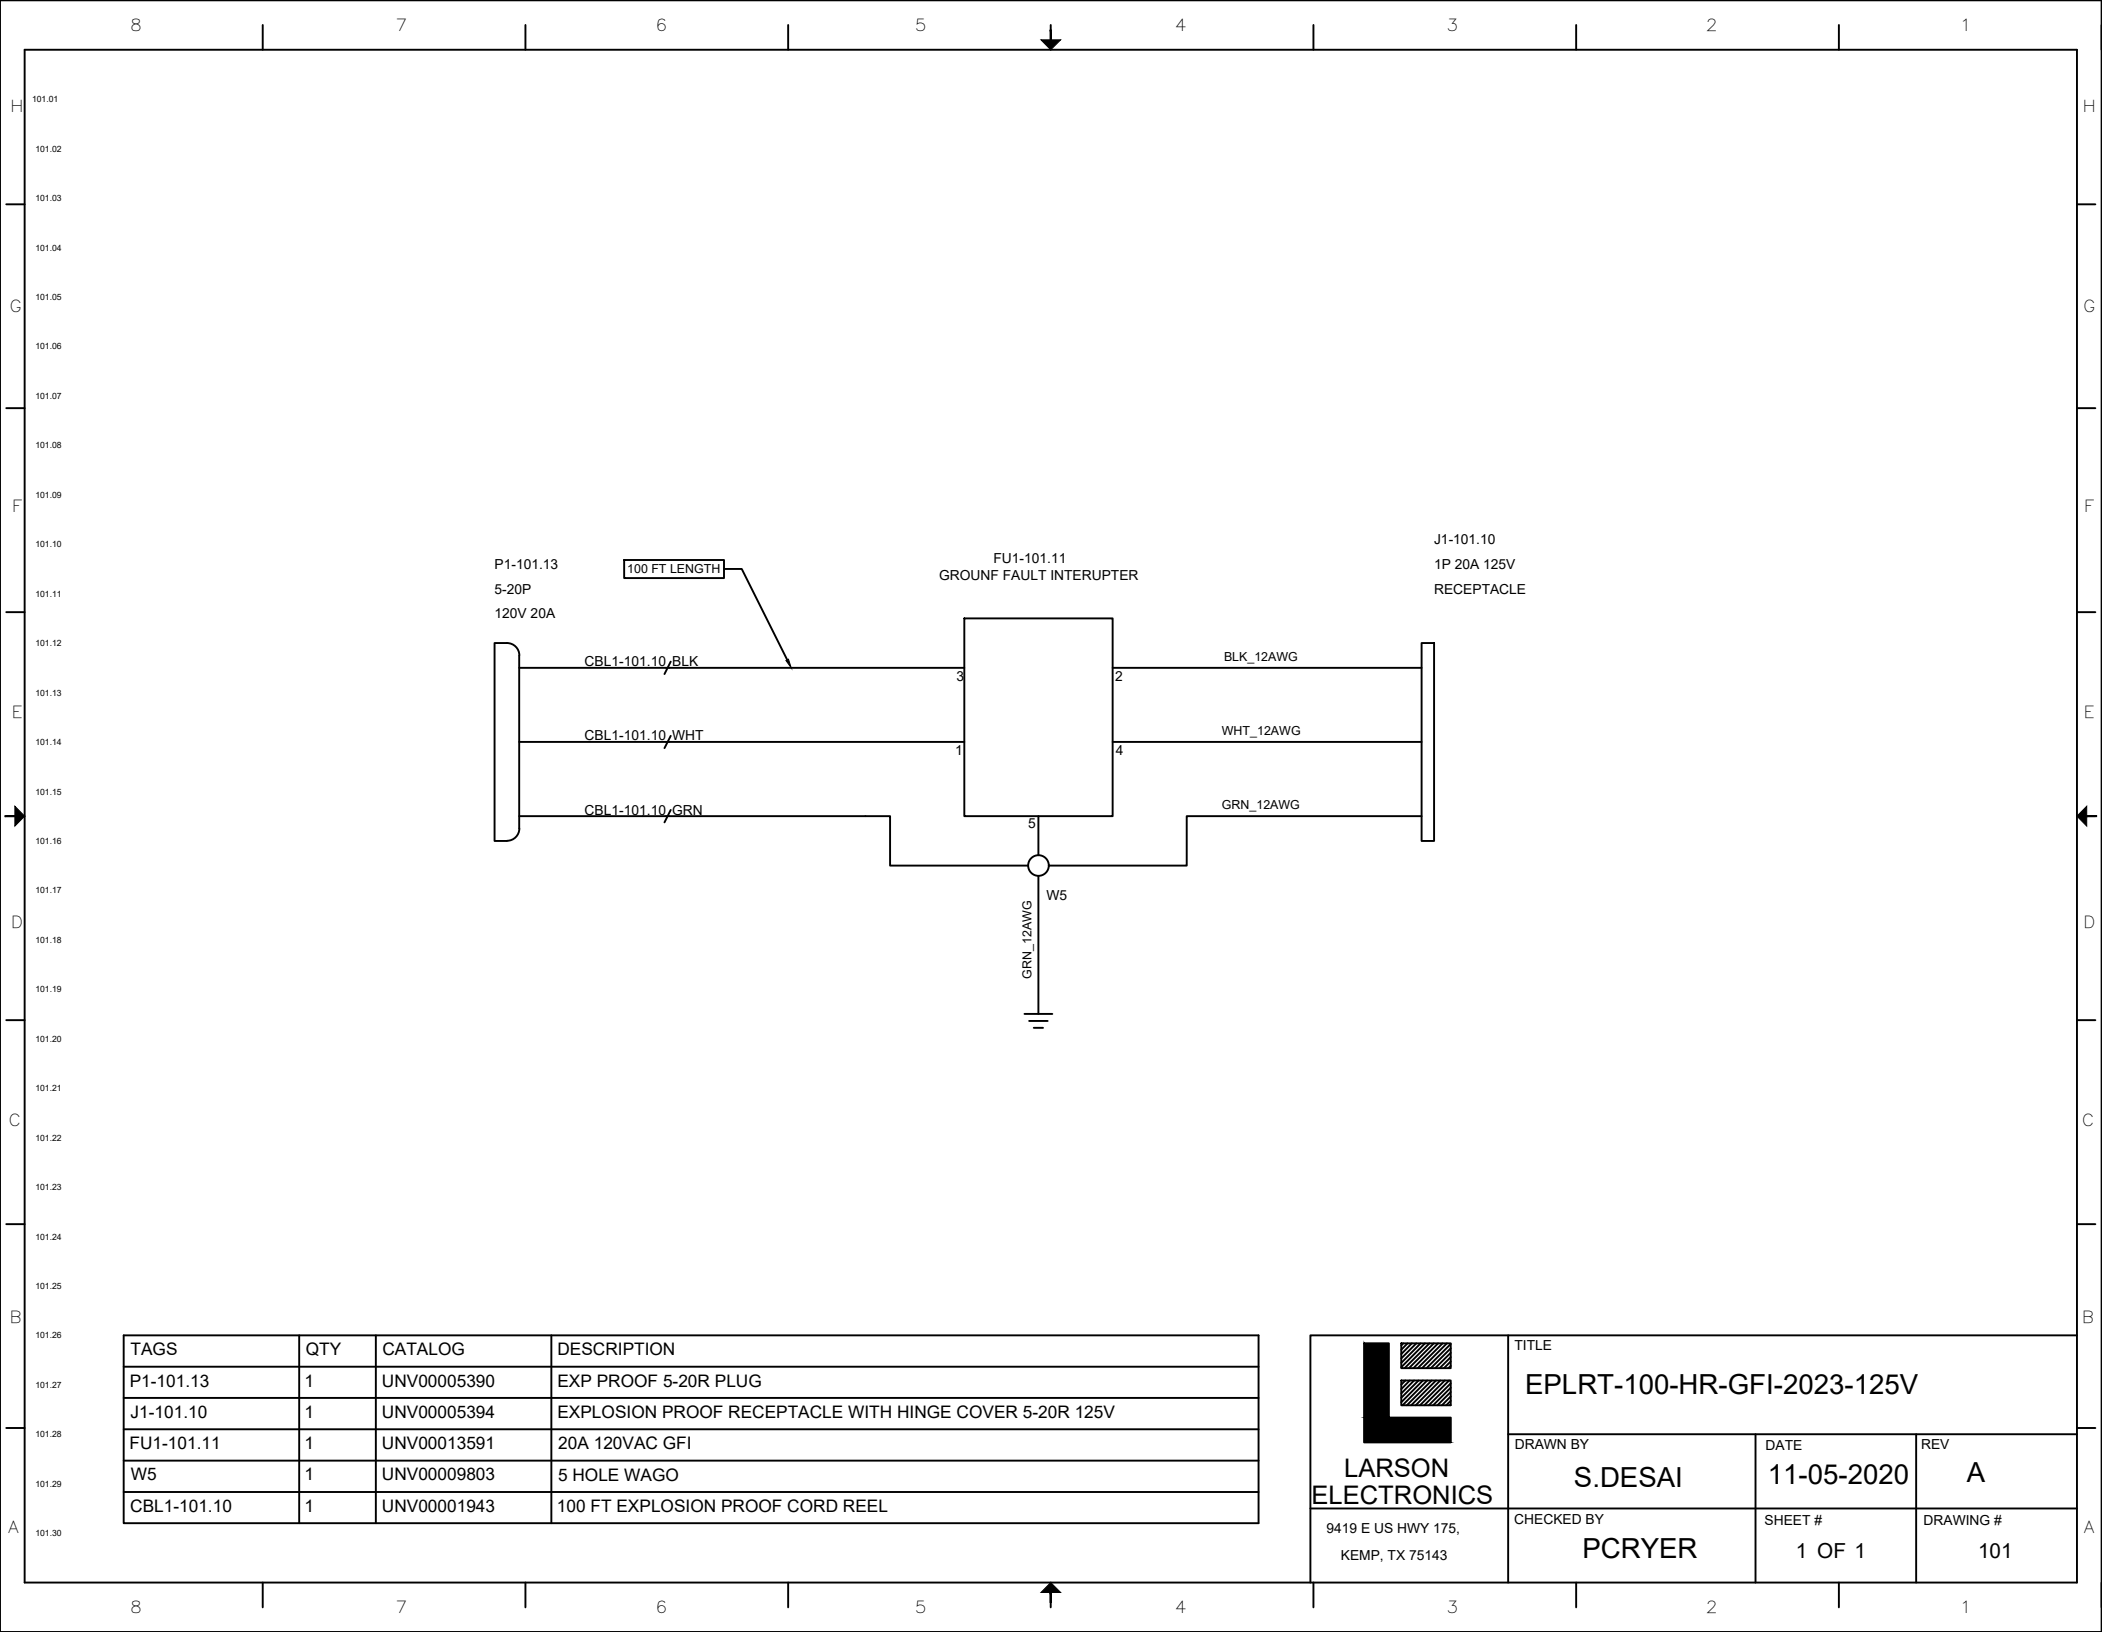 8 7 6 5 4 3 2 1
H
G
F
E
D
C
B
A
H
G
F
E
D
C
B
A
101.01
101.02
101.03
101.04
101.05
101.06
101.07
101.08
101.09
101.10
101.11
101.12
101.13
101.14
101.15
101.16
101.17
101.18
101.19
101.20
101.21
101.22
101.23
101.24
101.25
101.26
101.27
101.28
101.29
101.30
P1-101.13
5-20P
120V 20A
100 FT LENGTH
FU1-101.11
GROUNF FAULT INTERUPTER
J1-101.10
1P 20A 125V
RECEPTACLE
CBL1-101.10 BLK
3
2
BLK_12AWG
CBL1-101.10 WHT
1
4
WHT_12AWG
CBL1-101.10 GRN
5
GRN_12AWG
W5
GRN_12AWG
TAGS QTY CATALOG DESCRIPTION
P1-101.13 1 UNV00005390 EXP PROOF 5-20R PLUG
J1-101.10 1 UNV00005394 EXPLOSION PROOF RECEPTACLE WITH HINGE COVER 5-20R 125V
FU1-101.11 1 UNV00013591 20A 120VAC GFI
W5 1 UNV00009803 5 HOLE WAGO
CBL1-101.10 1 UNV00001943 100 FT EXPLOSION PROOF CORD REEL
LARSON
ELECTRONICS
9419 E US HWY 175,
KEMP, TX 75143
TITLE
EPLRT-100-HR-GFI-2023-125V
DRAWN BY
S.DESAI
DATE
11-05-2020
REV
A
CHECKED BY
PCRYER
SHEET #
1 OF 1
DRAWING #
101
8 7 6 5 4 3 2 1